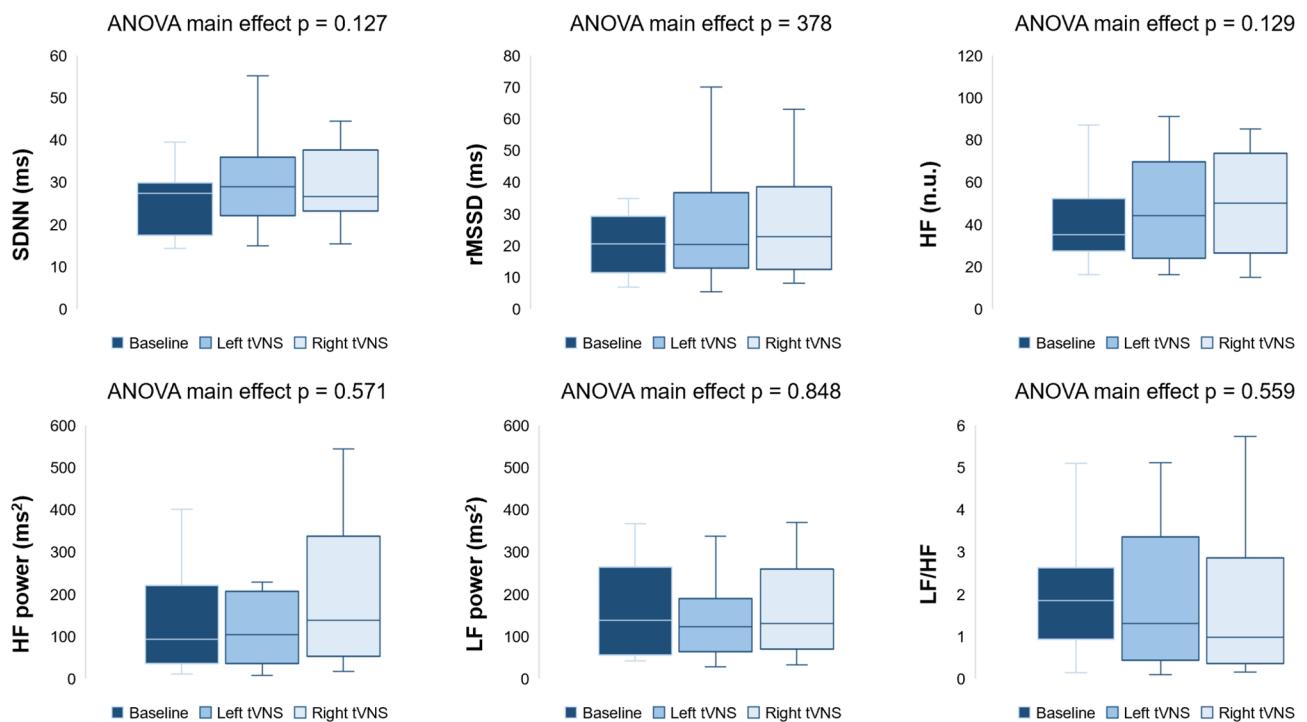 ANOVA main effect p = 0.127
SDNN (ms)
60
50
40
30
20
10
0
Baseline Left tVNS Right tVNS
ANOVA main effect p = 378
rMSSD (ms)
80
70
60
50
40
30
20
10
0
Baseline Left tVNS Right tVNS
ANOVA main effect p = 0.129
HF (n.u.)
120
100
80
60
40
20
0
Baseline Left tVNS Right tVNS
ANOVA main effect p = 0.571
HF power (ms²)
600
500
400
300
200
100
0
Baseline Left tVNS Right tVNS
ANOVA main effect p = 0.848
LF power (ms²)
600
500
400
300
200
100
0
Baseline Left tVNS Right tVNS
ANOVA main effect p = 0.559
LF/HF
6
5
4
3
2
1
0
Baseline Left tVNS Right tVNS